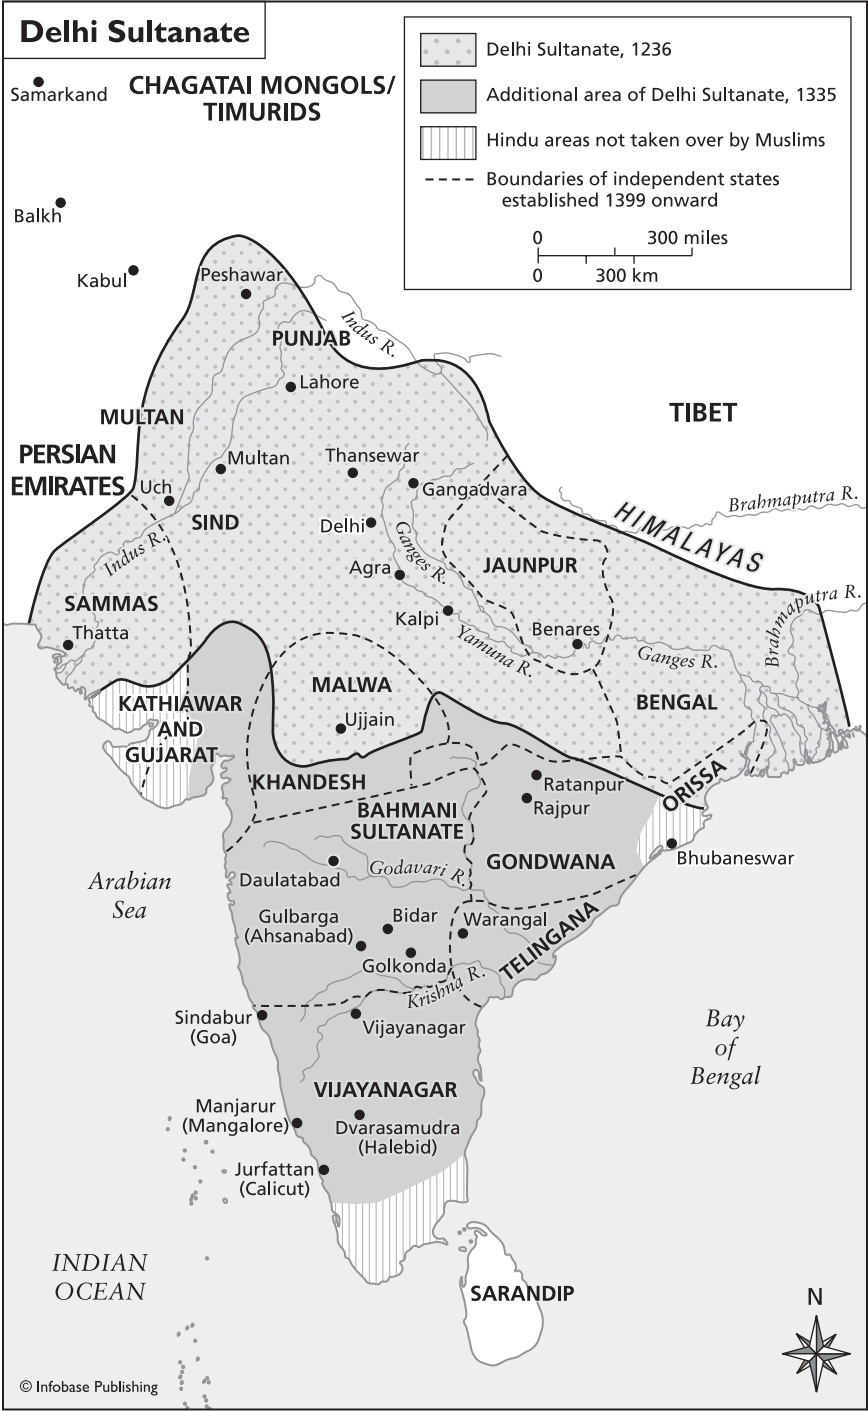 Delhi Sultanate
Delhi Sultanate, 1236
Additional area of Delhi Sultanate, 1335
Hindu areas not taken over by Muslims
Boundaries of independent states
established 1399 onward
0 300 miles
0 300 km
Samarkand
CHAGATAI MONGOLS/
TIMURIDS
Balkh
Kabul
Peshawar
Indus R.
PUNJAB
Lahore
TIBET
MULTAN
PERSIAN
EMIRATES
Multan
Thansewar
Uch
Gangadvara
Brahmaputra R.
SIND
Delhi
HIMALAYAS
Indus R.
Ganges R.
JAUNPUR
Agra
SAMMAS
Kalpi
Brahmaputra R.
Thatta
Benares
Yamuna R.
Ganges R.
MALWA
BENGAL
KATHIAWAR
AND
GUJARAT
Ujjain
KHANDESH
ORISSA
Ratanpur
Rajpur
BAHMANI
SULTANATE
GONDWANA
Bhubaneswar
Godavari R.
Daulatabad
Arabian
Sea
Gulbarga
(Ahsanabad)
Bidar
Warangal
TELINGANA
Golkonda
Krishna R.
Sindabur
(Goa)
Vijayanagar
Bay
of
Bengal
VIJAYANAGAR
Manjarur
(Mangalore)
Dvarasamudra
(Halebid)
Jurfattan
(Calicut)
INDIAN
OCEAN
SARANDIP
N
© Infobase Publishing